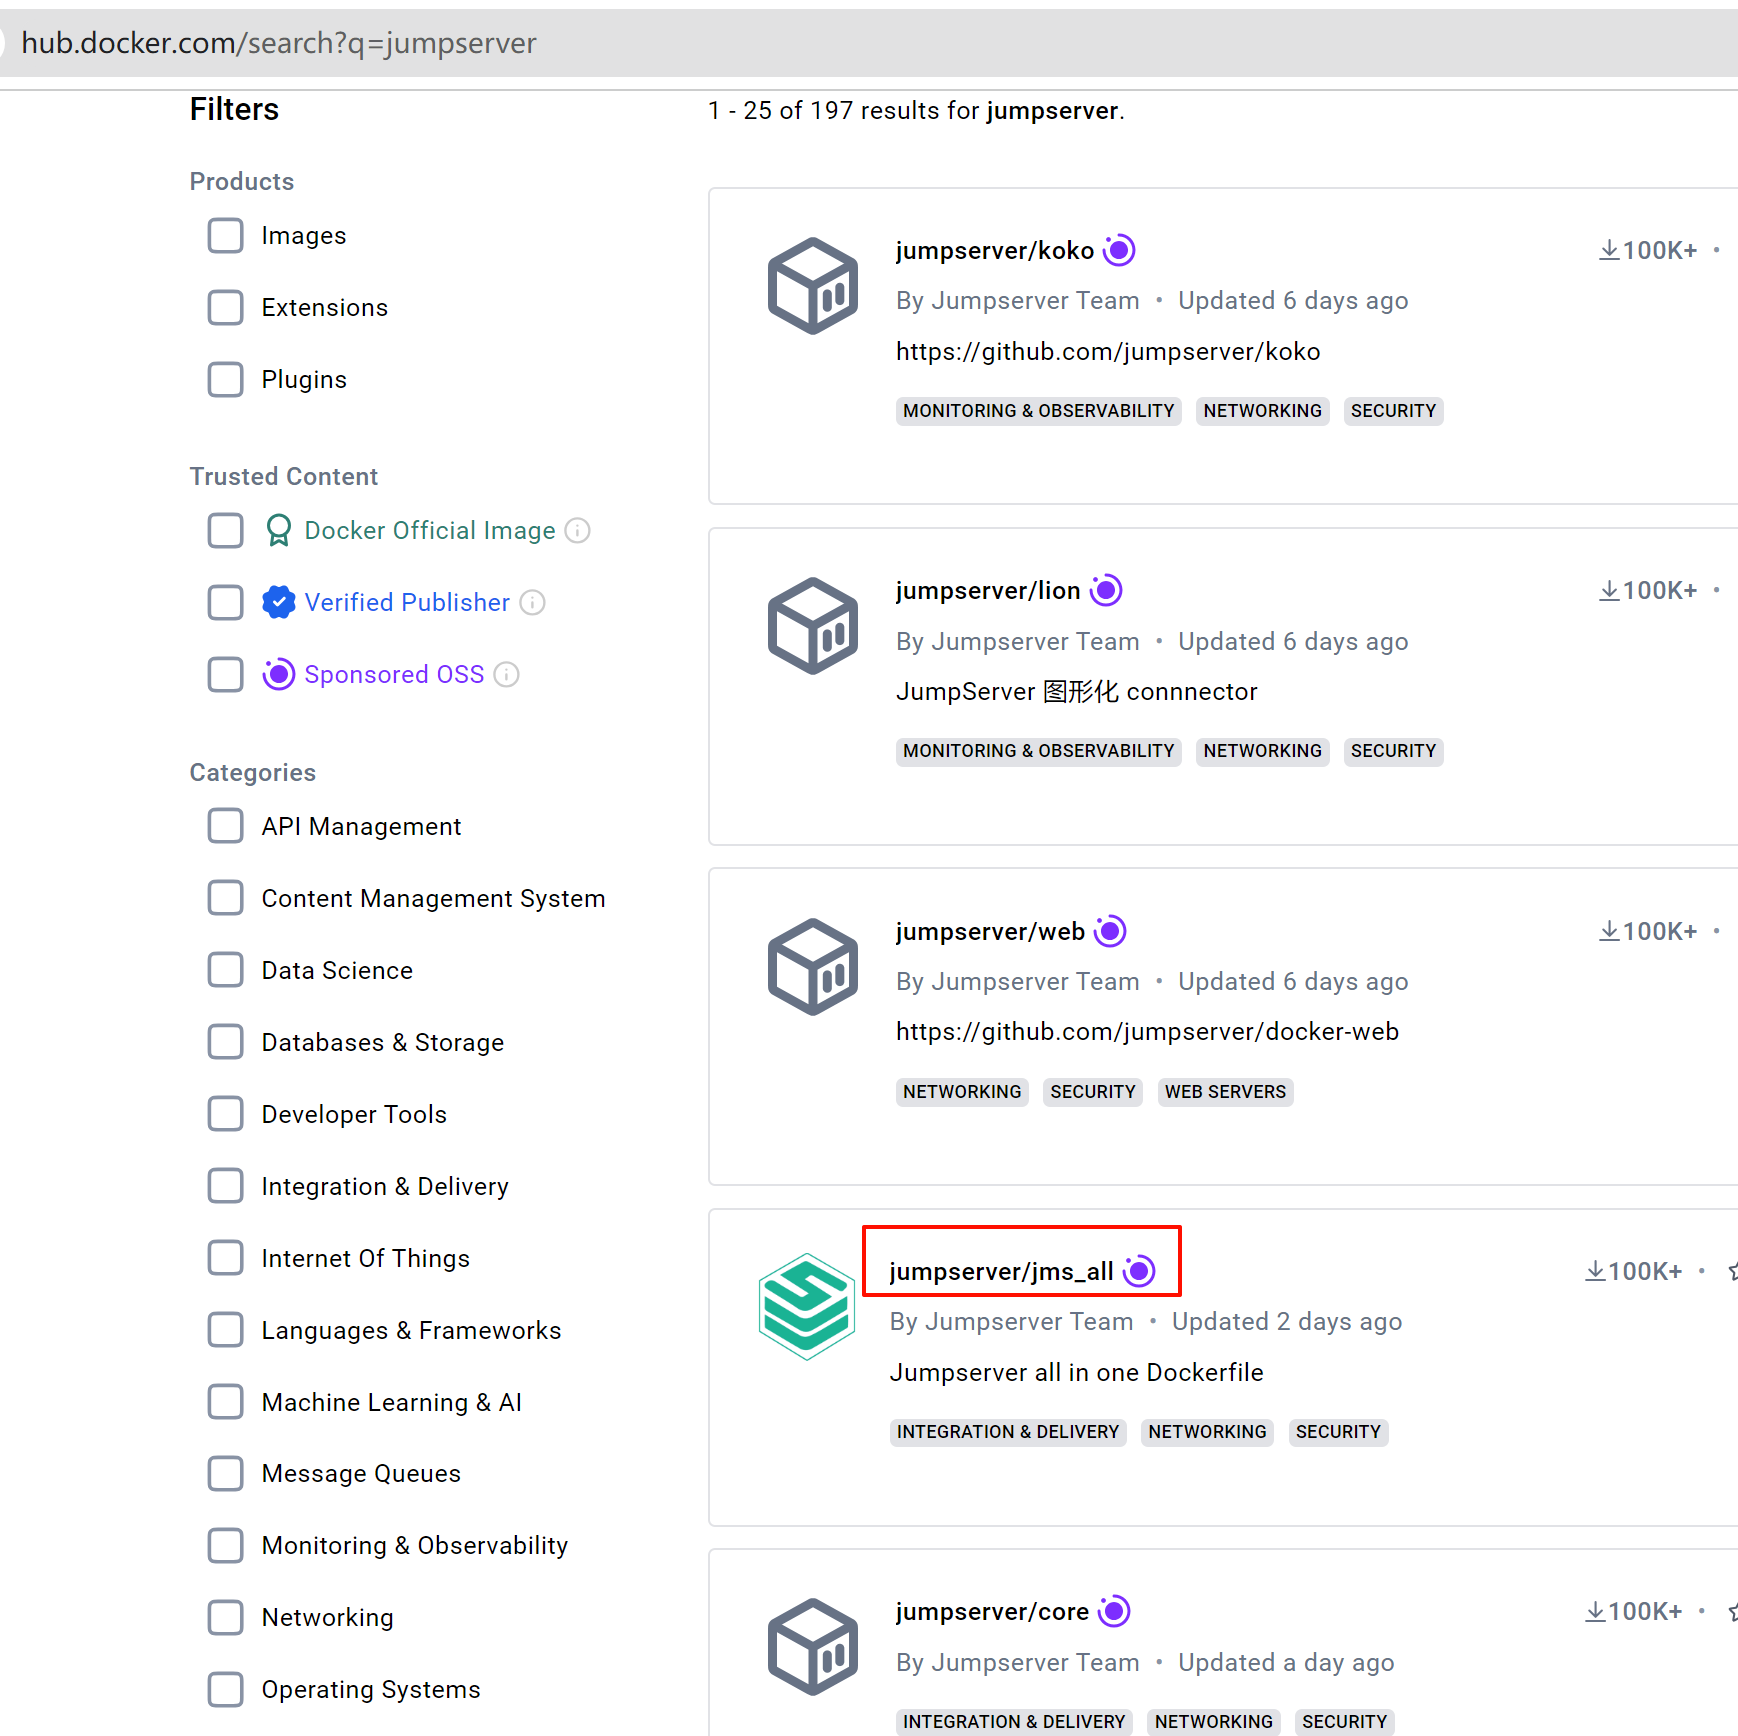 hub.docker.com/search?q=jumpserver
Filters
Products
Images
Extensions
Plugins
Trusted Content
Docker Official Image
Verified Publisher
Sponsored OSS
Categories
API Management
Content Management System
Data Science
Databases & Storage
Developer Tools
Integration & Delivery
Internet Of Things
Languages & Frameworks
Machine Learning & AI
Message Queues
Monitoring & Observability
Networking
Operating Systems
1 - 25 of 197 results for jumpserver.
jumpserver/koko 100K+ •
By Jumpserver Team • Updated 6 days ago
https://github.com/jumpserver/koko
MONITORING & OBSERVABILITY NETWORKING SECURITY
jumpserver/lion 100K+ •
By Jumpserver Team • Updated 6 days ago
JumpServer 图形化 connnector
MONITORING & OBSERVABILITY NETWORKING SECURITY
jumpserver/web 100K+ •
By Jumpserver Team • Updated 6 days ago
https://github.com/jumpserver/docker-web
NETWORKING SECURITY WEB SERVERS
jumpserver/jms_all 100K+ •
By Jumpserver Team • Updated 2 days ago
Jumpserver all in one Dockerfile
INTEGRATION & DELIVERY NETWORKING SECURITY
jumpserver/core 100K+ •
By Jumpserver Team • Updated a day ago
INTEGRATION & DELIVERY NETWORKING SECURITY